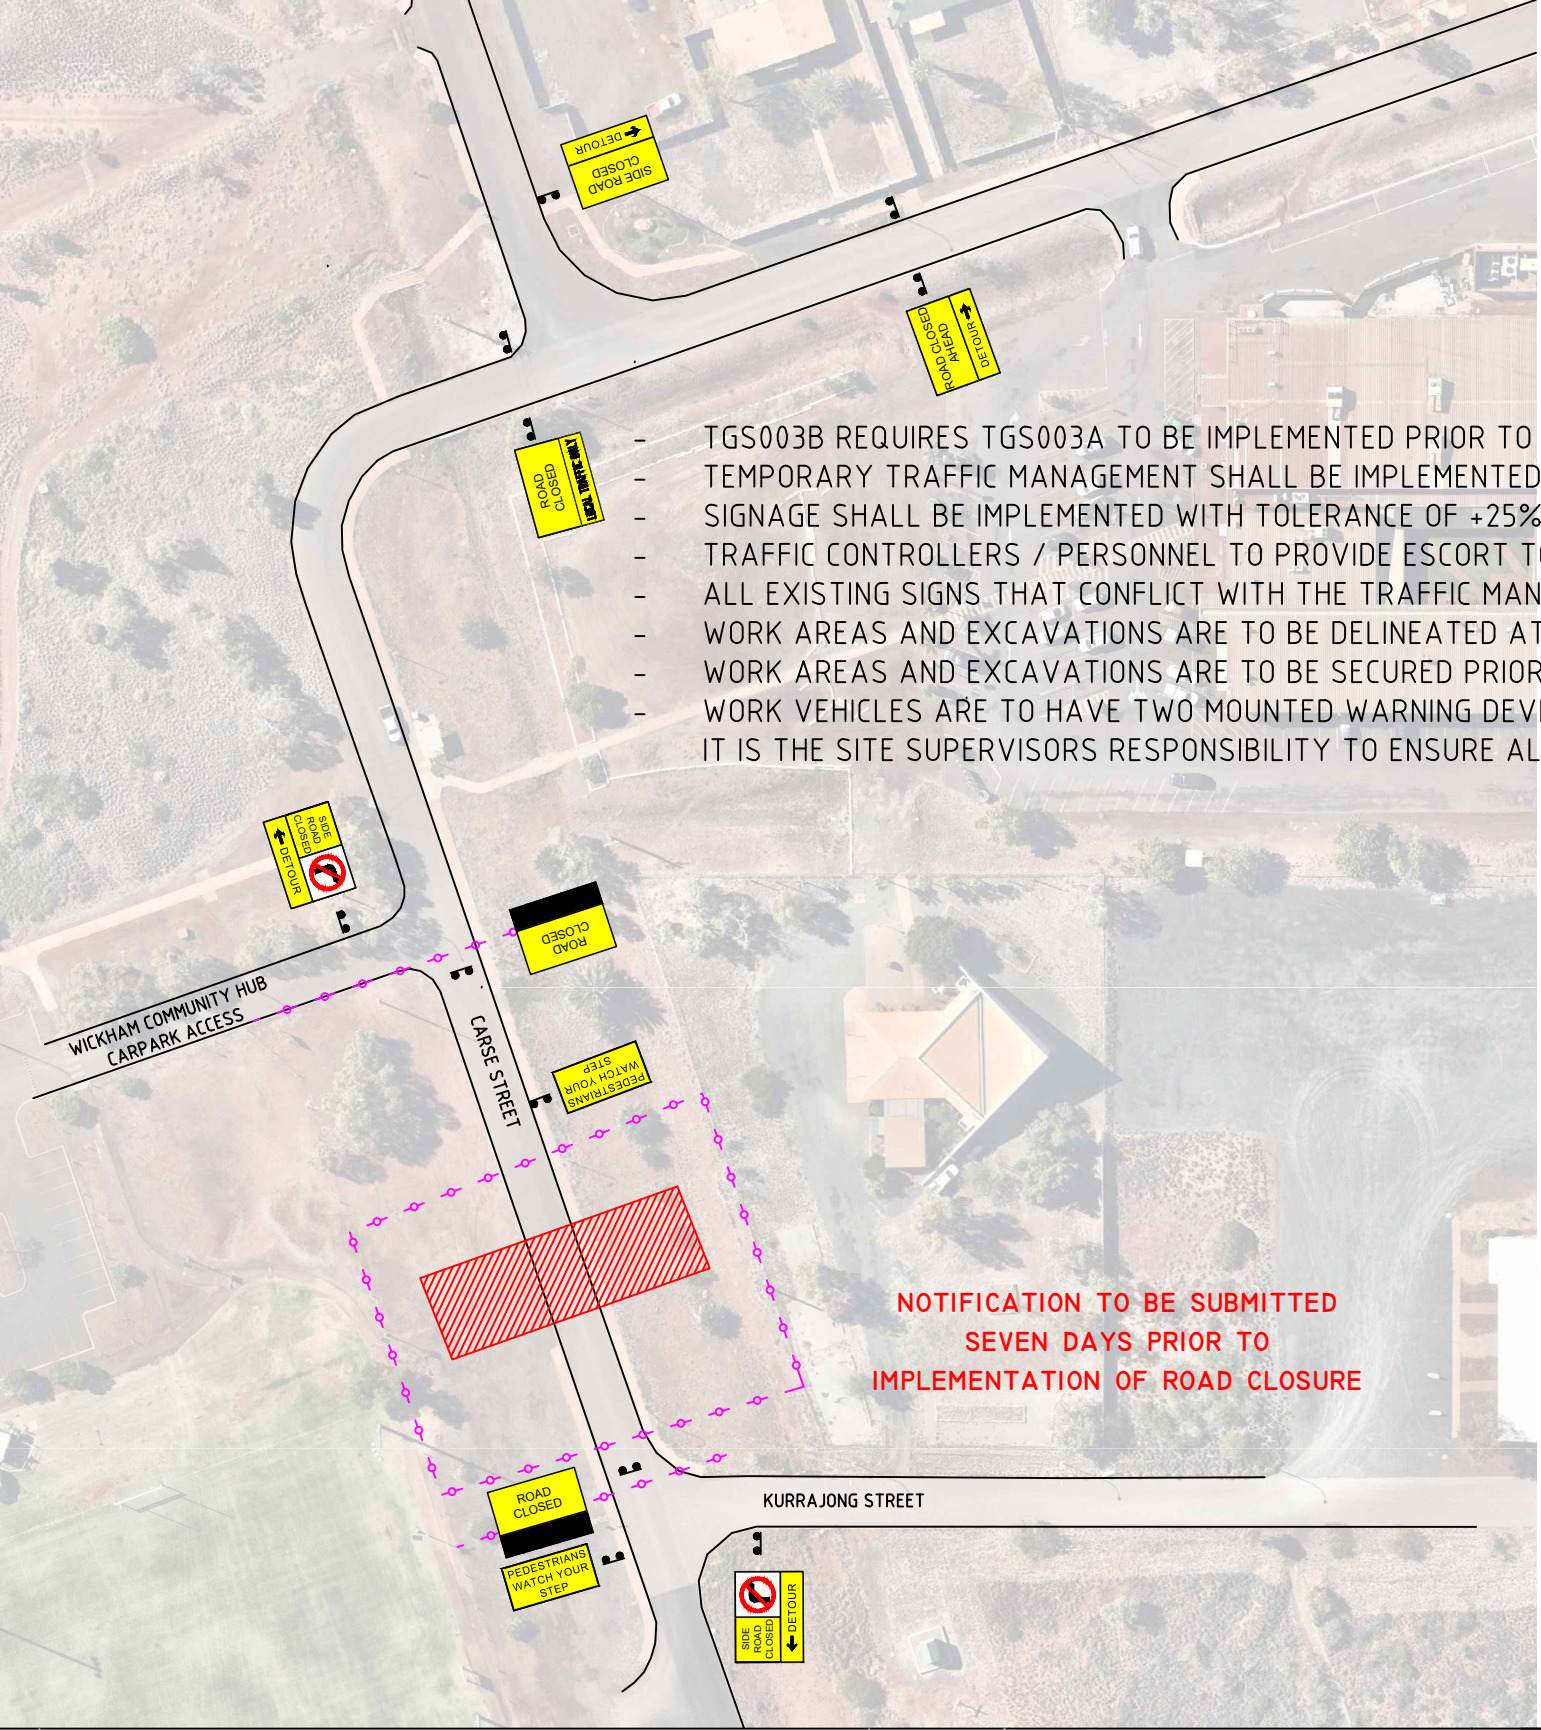 DETOUR
SIDE ROAD
CLOSED
ROAD CLOSED
AHEAD
DETOUR
ROAD
CLOSED
LOCAL TRAFFIC ONLY
- TGS003B REQUIRES TGS003A TO BE IMPLEMENTED PRIOR TO
- TEMPORARY TRAFFIC MANAGEMENT SHALL BE IMPLEMENTED
- SIGNAGE SHALL BE IMPLEMENTED WITH TOLERANCE OF +25%
- TRAFFIC CONTROLLERS / PERSONNEL TO PROVIDE ESCORT TO
- ALL EXISTING SIGNS THAT CONFLICT WITH THE TRAFFIC MAN
- WORK AREAS AND EXCAVATIONS ARE TO BE DELINEATED AT
- WORK AREAS AND EXCAVATIONS ARE TO BE SECURED PRIOR
- WORK VEHICLES ARE TO HAVE TWO MOUNTED WARNING DEVI
IT IS THE SITE SUPERVISORS RESPONSIBILITY TO ENSURE AL
SIDE
ROAD
CLOSED
DETOUR
ROAD
CLOSED
WICKHAM COMMUNITY HUB
CARPARK ACCESS
CARSE STREET
PEDESTRIANS
WATCH YOUR
STEP
NOTIFICATION TO BE SUBMITTED
SEVEN DAYS PRIOR TO
IMPLEMENTATION OF ROAD CLOSURE
ROAD
CLOSED
KURRAJONG STREET
PEDESTRIANS
WATCH YOUR
STEP
SIDE
ROAD
CLOSED
DETOUR